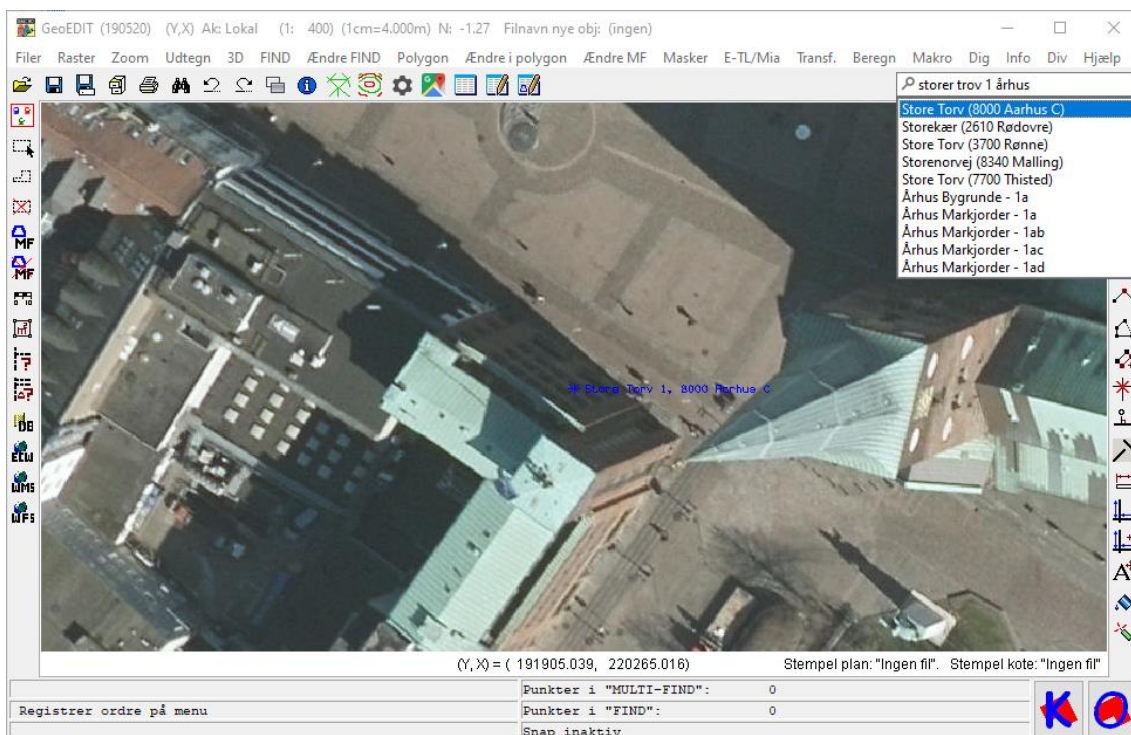 GeoEDIT (190520) (Y,X) Ak: Lokal (1: 400) (1cm=4.000m) N: -1.27 Filnavn nye obj: (ingen)
Filer Raster Zoom Udtegn 3D FIND Ændre FIND Polygon Ændre i polygon Ændre MF Masker E-TL/Mia Transf. Beregn Makro Dig Info Div Hjælp
storer trov 1 århus
Store Torv (8000 Aarhus C)
Storekær (2610 Rødovre)
Store Torv (3700 Rønne)
Storenorvej (8340 Malling)
Store Torv (7700 Thisted)
Århus Bygrunde - 1a
Århus Markjorder - 1a
Århus Markjorder - 1ab
Århus Markjorder - 1ac
Århus Markjorder - 1ad
MF
MF
DB
ECW
WMS
WFS
Store Torv 1, 8000 Aarhus C
(Y, X) = ( 191905.039, 220265.016) Stempel plan: "Ingen fil". Stempel kote: "Ingen fil"
Punkter i "MULTI-FIND": 0
Registrer ordre på menu Punkter i "FIND": 0
Snap inaktiv
K O